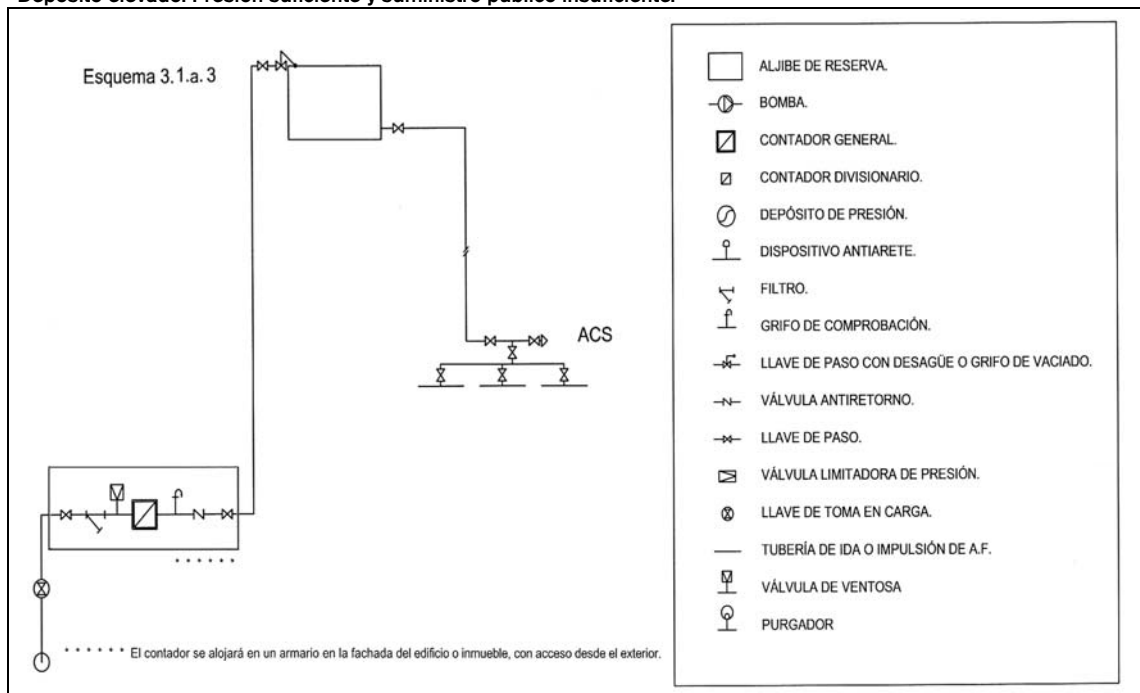 Depósito elevado. Presión suficiente y suministro público insuficiente.
Esquema 3.1.a.3
ACS
* * * * * * El contador se alojará en un armario en la fachada del edificio o inmueble, con acceso desde el exterior.
ALJIBE DE RESERVA.
BOMBA.
CONTADOR GENERAL.
CONTADOR DIVISIONARIO.
DEPÓSITO DE PRESIÓN.
DISPOSITIVO ANTIARETE.
FILTRO.
GRIFO DE COMPROBACIÓN.
LLAVE DE PASO CON DESAGÜE O GRIFO DE VACIADO.
VÁLVULA ANTIRETORNO.
LLAVE DE PASO.
VÁLVULA LIMITADORA DE PRESIÓN.
LLAVE DE TOMA EN CARGA.
TUBERÍA DE IDA O IMPULSIÓN DE A.F.
VÁLVULA DE VENTOSA
PURGADOR